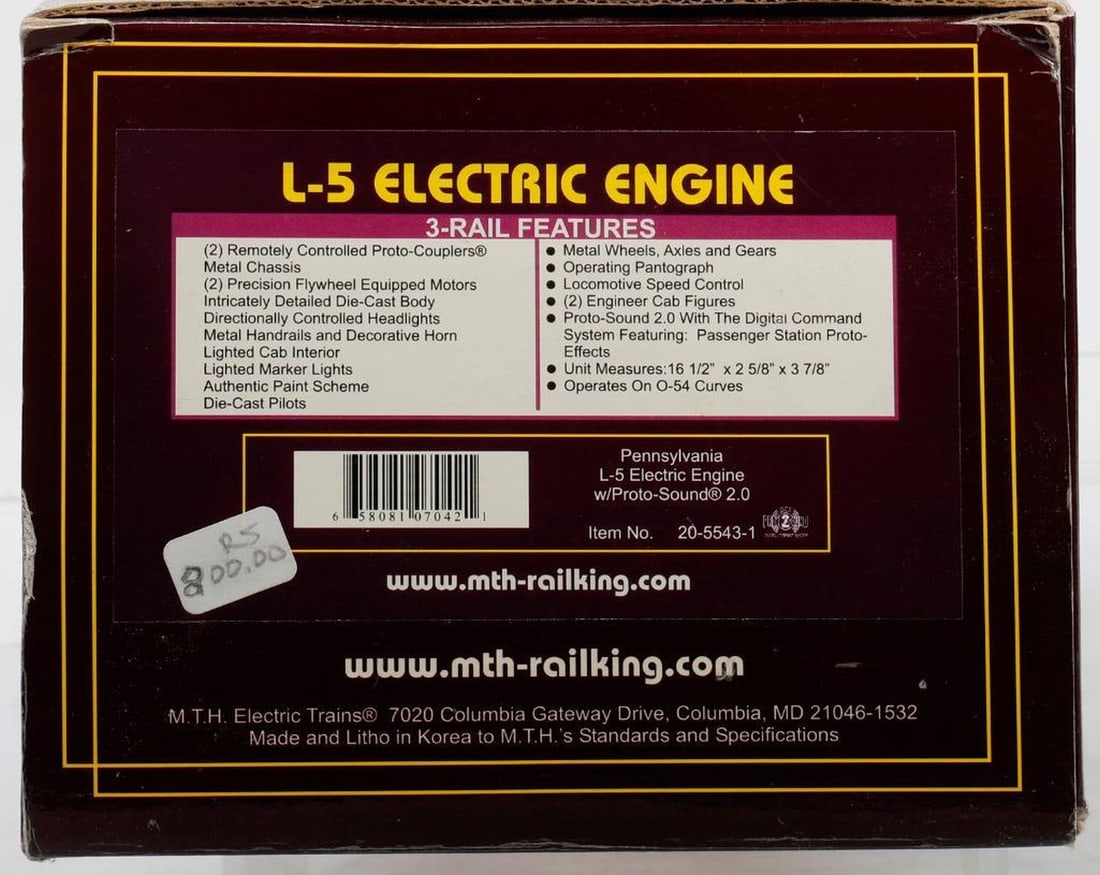 L-5 ELECTRIC ENGINE
3-RAIL FEATURES
(2) Remotely Controlled Proto-Couplers®
Metal Chassis
(2) Precision Flywheel Equipped Motors
Intricately Detailed Die-Cast Body
Directionally Controlled Headlights
Metal Handrails and Decorative Horn
Lighted Cab Interior
Lighted Marker Lights
Authentic Paint Scheme
Die-Cast Pilots
● Metal Wheels, Axles and Gears
● Operating Pantograph
● Locomotive Speed Control
● (2) Engineer Cab Figures
● Proto-Sound 2.0 With The Digital Command
System Featuring: Passenger Station Proto-
Effects
● Unit Measures:16 1/2" x 2 5/8" x 3 7/8"
● Operates On O-54 Curves
6 58081 07042 1
Pennsylvania
L-5 Electric Engine
w/Proto-Sound® 2.0
Item No. 20-5543-1
RS
800.00
www.mth-railking.com
www.mth-railking.com
M.T.H. Electric Trains® 7020 Columbia Gateway Drive, Columbia, MD 21046-1532
Made and Litho in Korea to M.T.H.'s Standards and Specifications